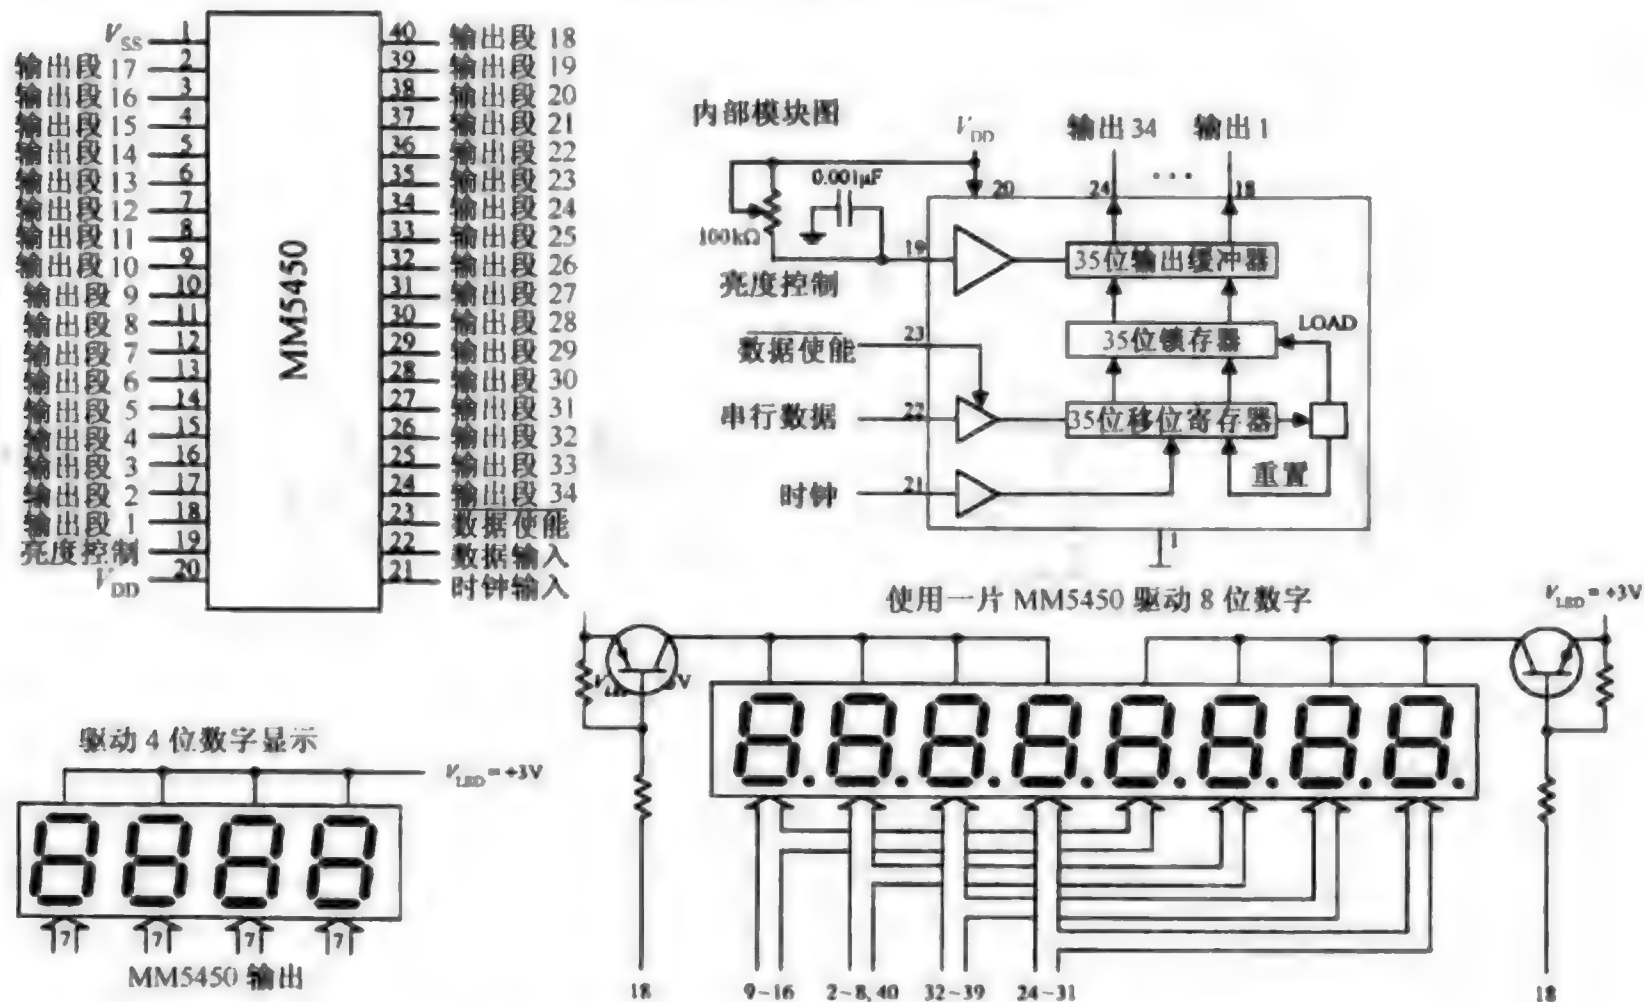 V_SS 1
输出段 17 2
输出段 16 3
输出段 15 4
输出段 14 5
输出段 13 6
输出段 12 7
输出段 11 8
输出段 10 9
输出段 9 10
输出段 8 11
输出段 7 12
输出段 6 13
输出段 5 14
输出段 4 15
输出段 3 16
输出段 2 17
输出段 1 18
亮度控制 19
V_DD 20
MM5450
40 输出段 18
39 输出段 19
38 输出段 20
37 输出段 21
36 输出段 22
35 输出段 23
34 输出段 24
33 输出段 25
32 输出段 26
31 输出段 27
30 输出段 28
29 输出段 29
28 输出段 30
27 输出段 31
26 输出段 32
25 输出段 33
24 输出段 34
23 数据使能
22 数据输入
21 时钟输入
内部模块图
V_DD
输出 34 输出 1
0.001μF
20 24 ··· 18
100kΩ
19
35位输出缓冲器
亮度控制
LOAD
23
数据使能
35位锁存器
串行数据 22
35位移位寄存器
重置
时钟 21
1
使用一片 MM5450 驱动 8 位数字
V_LED = +3V
驱动 4 位数字显示
V_LED = +3V
7 7 7 7
MM5450 输出
18 9~16 2~8, 40 32~39 24~31 18